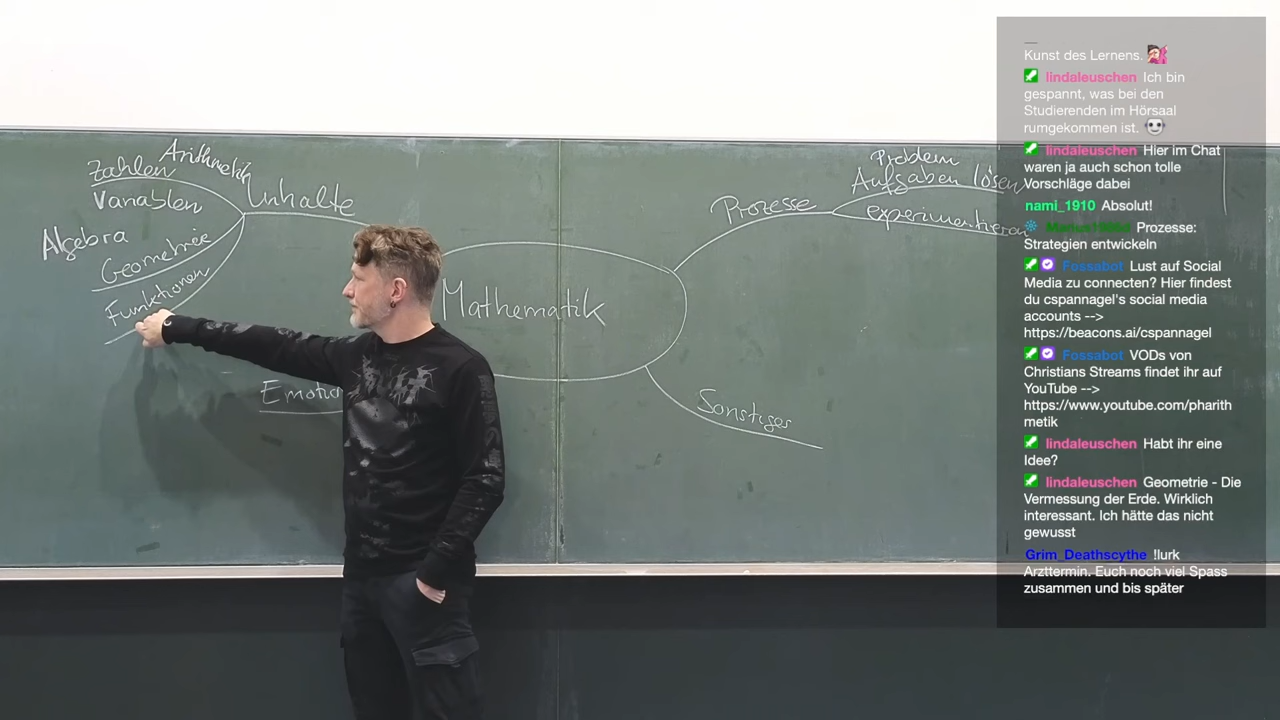 Zahlen
Arithmetik
Variablen
Algebra
Geometrie
Funktionen
Inhalte
Emotio
Mathematik
Prozesse
Problem
Aufgaben lösen
experimentieren
Sonstiges
Kunst des Lernens.
lindaleuschen Ich bin
gespannt, was bei den
Studierenden im Hörsaal
rumgekommen ist.
lindaleuschen Hier im Chat
waren ja auch schon tolle
Vorschläge dabei
nami_1910 Absolut!
Prozesse:
Strategien entwickeln
Fossabot Lust auf Social
Media zu connecten? Hier findest
du cspannagel's social media
accounts -->
https://beacons.ai/cspannagel
Fossabot VODs von
Christians Streams findet ihr auf
YouTube -->
https://www.youtube.com/pharith
metik
lindaleuschen Habt ihr eine
Idee?
lindaleuschen Geometrie - Die
Vermessung der Erde. Wirklich
interessant. Ich hätte das nicht
gewusst
Grim_Deathscythe !lurk
Arzttermin. Euch noch viel Spass
zusammen und bis später